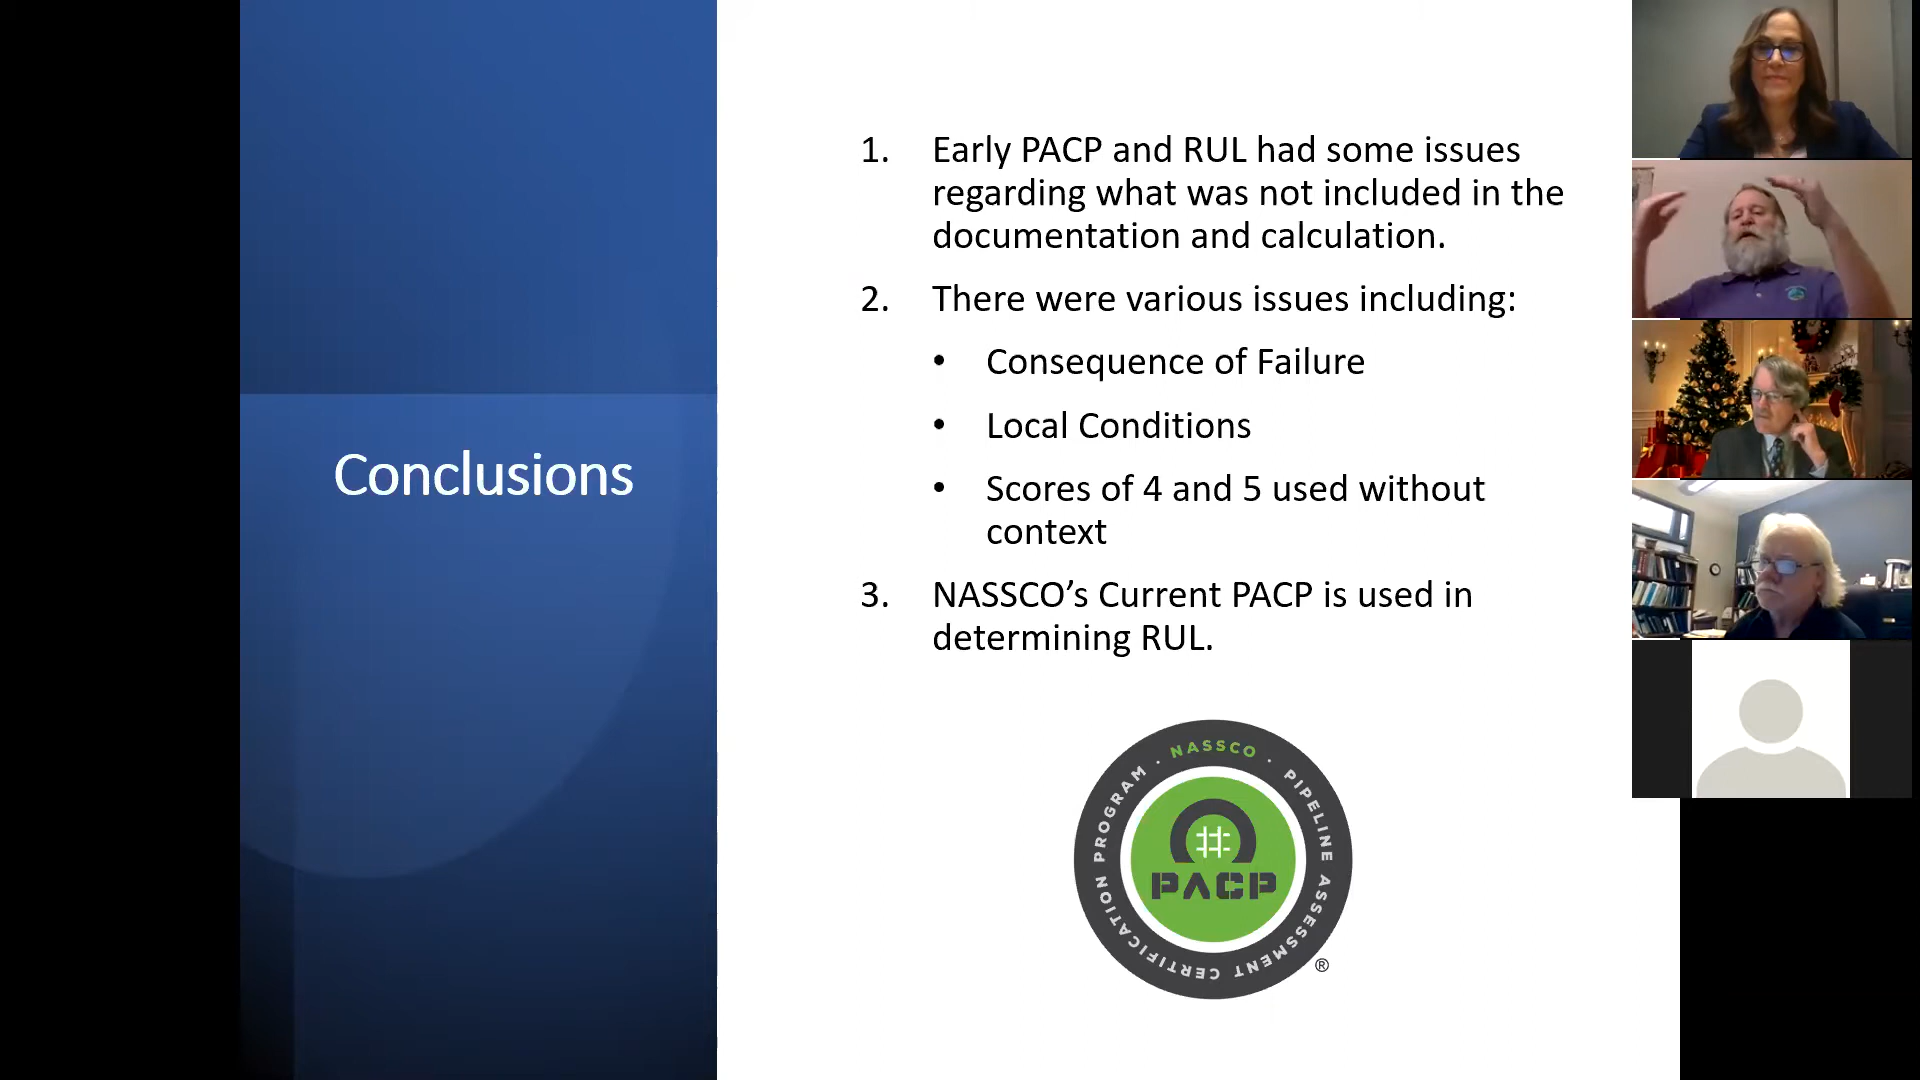 Conclusions
1. Early PACP and RUL had some issues
regarding what was not included in the
documentation and calculation.
2. There were various issues including:
• Consequence of Failure
• Local Conditions
• Scores of 4 and 5 used without
context
3. NASSCO’s Current PACP is used in
determining RUL.
NASSCO · PIPELINE ASSESSMENT CERTIFICATION PROGRAM ·
PACP
®